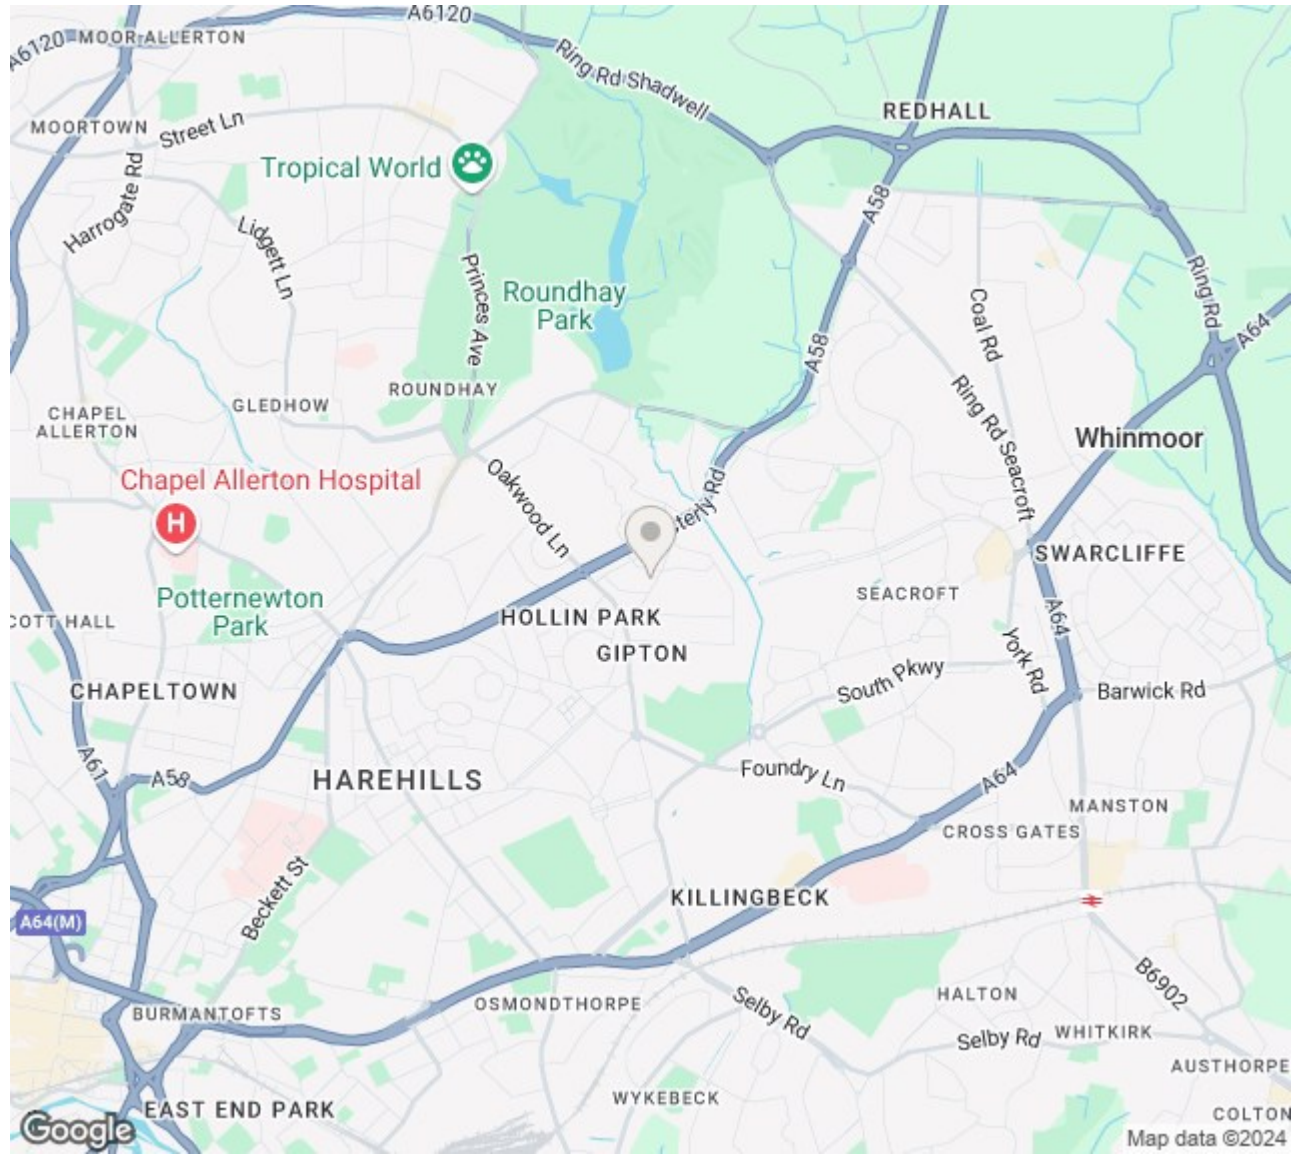 A6120
A6120
MOOR ALLERTON
Ring Rd Shadwell
REDHALL
MOORTOWN
Street Ln
Tropical World
Harrogate Rd
Lidgett Ln
A58
Princes Ave
Roundhay
Park
Ring Rd
Coal Rd
A64
A58
ROUNDHAY
GLEDHOW
CHAPEL
ALLERTON
Ring Rd Seacroft
Whinmoor
Chapel Allerton Hospital
H
Oakwood Ln
sterly Rd
SWARCLIFFE
SEACROFT
Potternewton
Park
COTT HALL
HOLLIN PARK
GIPTON
A64
York Rd
South Pkwy
Barwick Rd
CHAPELTOWN
A61
A58
HAREHILLS
Foundry Ln
A64
MANSTON
CROSS GATES
Beckett St
KILLINGBECK
A64(M)
B6902
OSMONDTHORPE
HALTON
BURMANTOFTS
Selby Rd
Selby Rd
WHITKIRK
AUSTHORPE
WYKEBECK
EAST END PARK
COLTON
Google
Map data ©2024